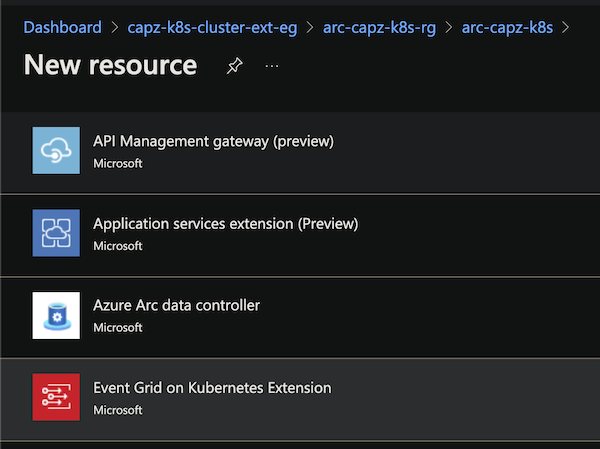 Dashboard > capz-k8s-cluster-ext-eg > arc-capz-k8s-rg > arc-capz-k8s >
New resource ...
API Management gateway (preview)
Microsoft
Application services extension (Preview)
Microsoft
Azure Arc data controller
Microsoft
Event Grid on Kubernetes Extension
Microsoft